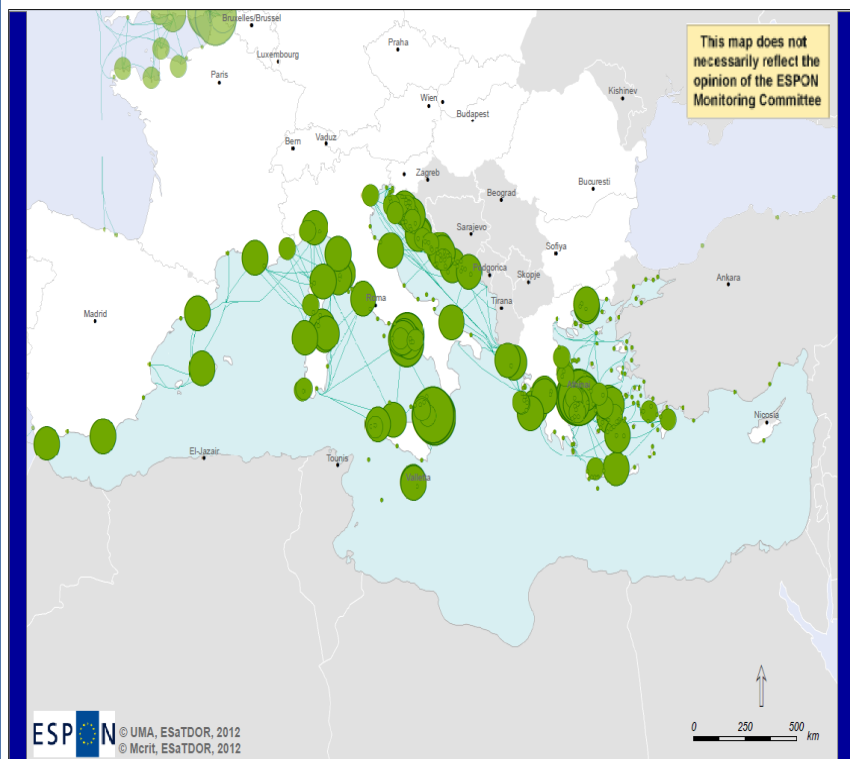 This map does not
necessarily reflect the
opinion of the ESPON
Monitoring Committee
Bruxelles/Brussel
Luxembourg
Paris
Praha
Kishinev
Wien
Budapest
Bern
Vaduz
Zagreb
Beograd
Bucuresti
Sarajevo
Sofiya
Podgorica
Skopje
Ankara
Roma
Tirana
Madrid
Nicosia
El-Jazair
Tounis
Valletta
0 250 500 km
ESPON
© UMA, ESaTDOR, 2012
© Mcrit, ESaTDOR, 2012